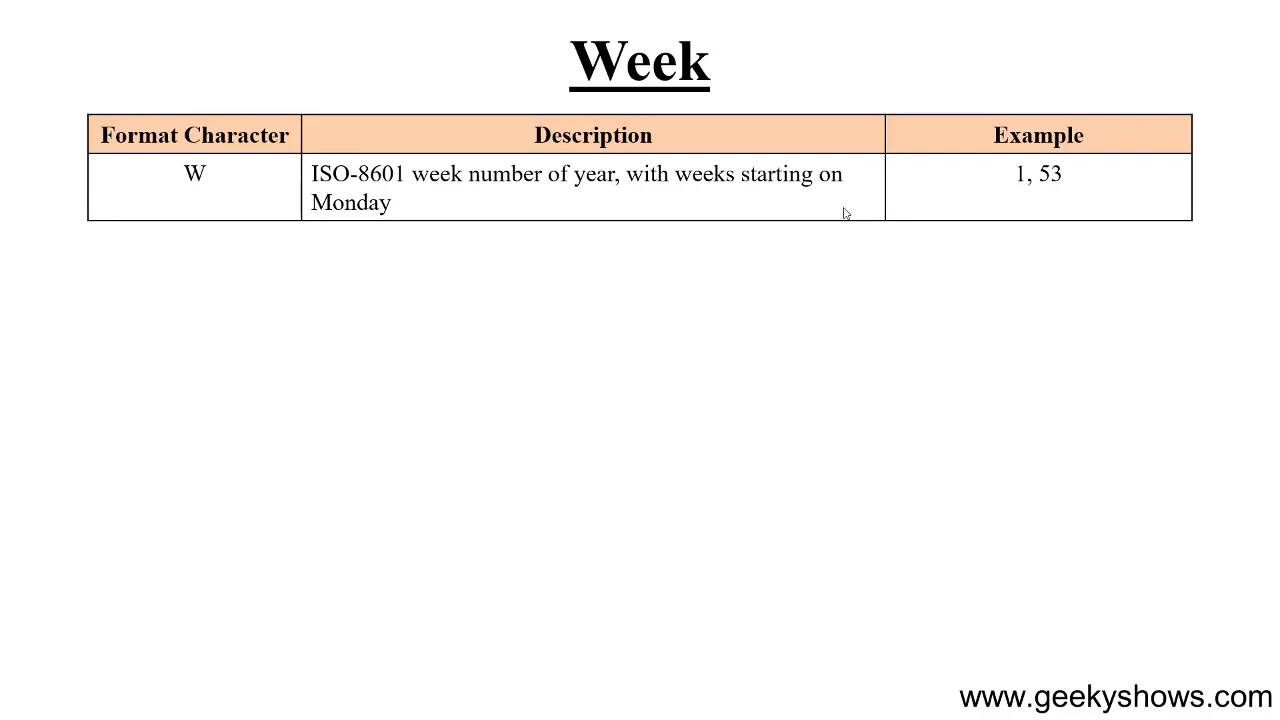 Week
Format Character Description Example
W ISO-8601 week number of year, with weeks starting on 1, 53
Monday
www.geekyshows.com